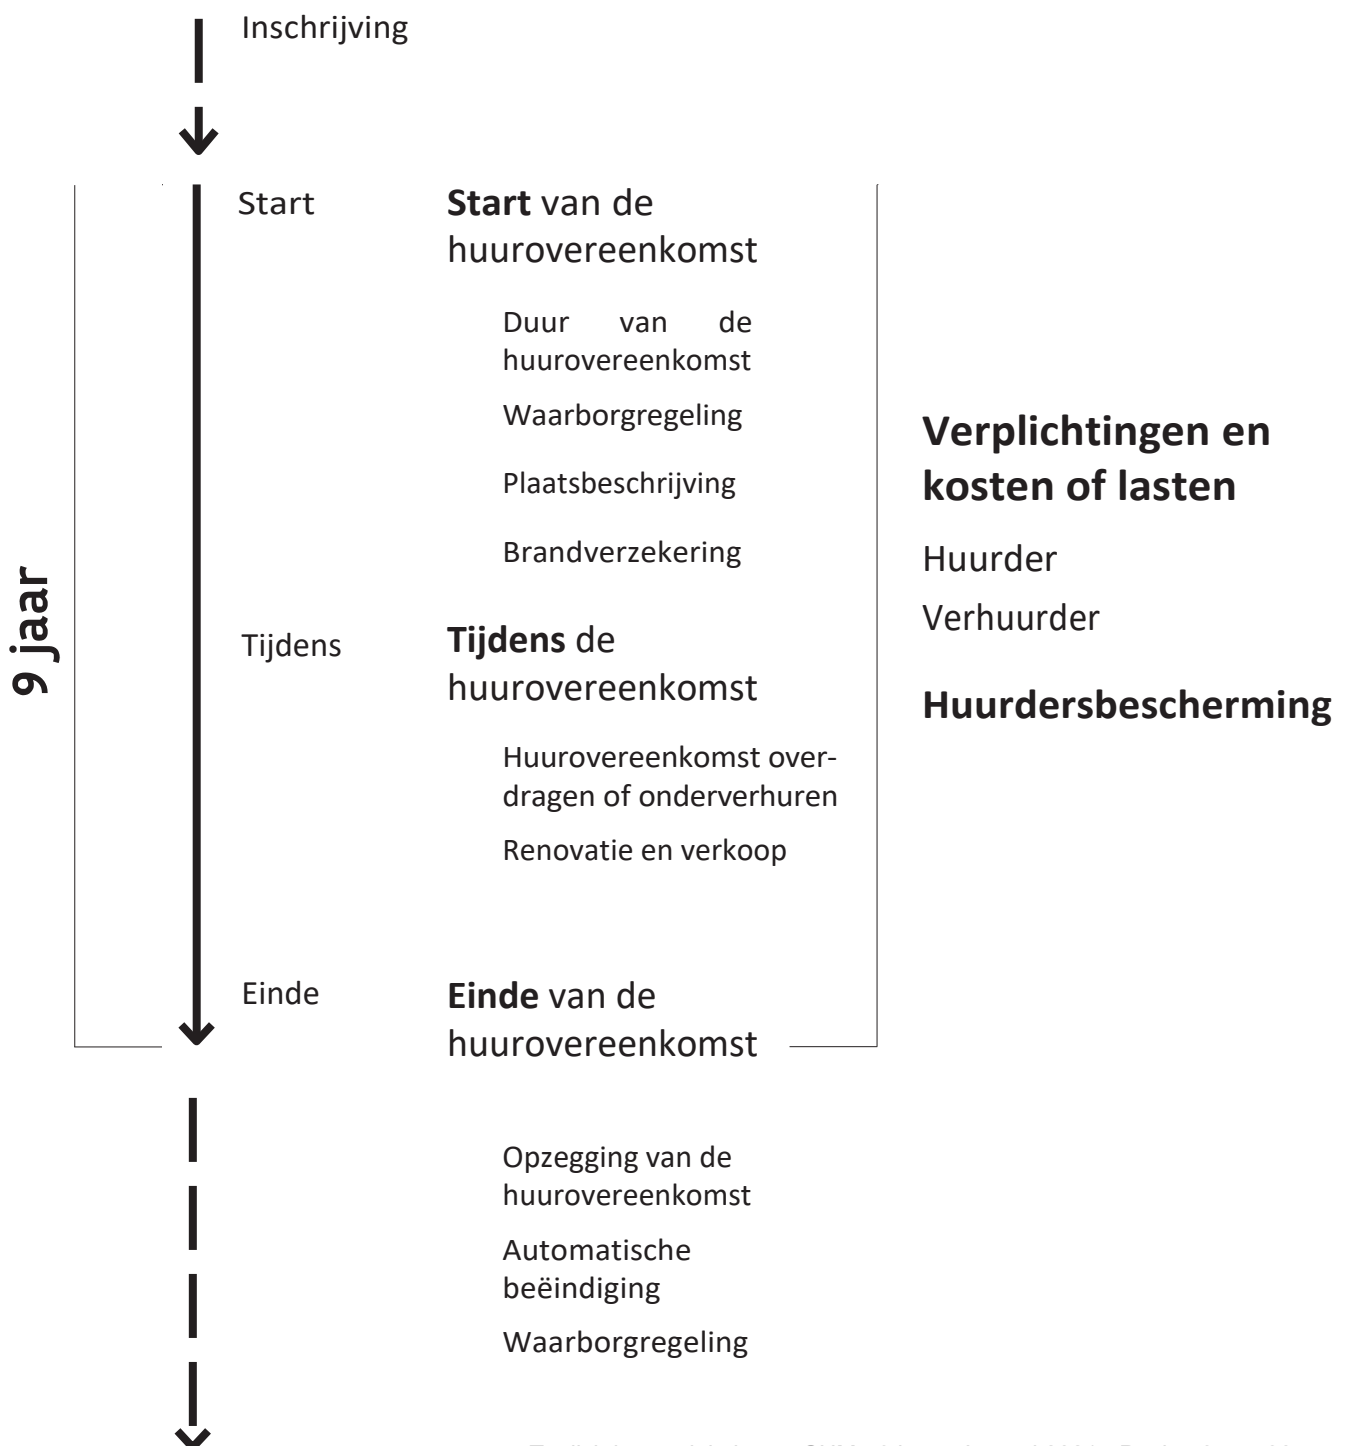 Inschrijving
Start
Start van de
huurovereenkomst
Duur van de
huurovereenkomst
Waarborgregeling
Plaatsbeschrijving
Brandverzekering
9 jaar
Tijdens
Tijdens de
huurovereenkomst
Huurovereenkomst over-
dragen of onderverhuren
Renovatie en verkoop
Einde
Einde van de
huurovereenkomst
Opzegging van de
huurovereenkomst
Automatische
beëindiging
Waarborgregeling
Verplichtingen en
kosten of lasten
Huurder
Verhuurder
Huurdersbescherming